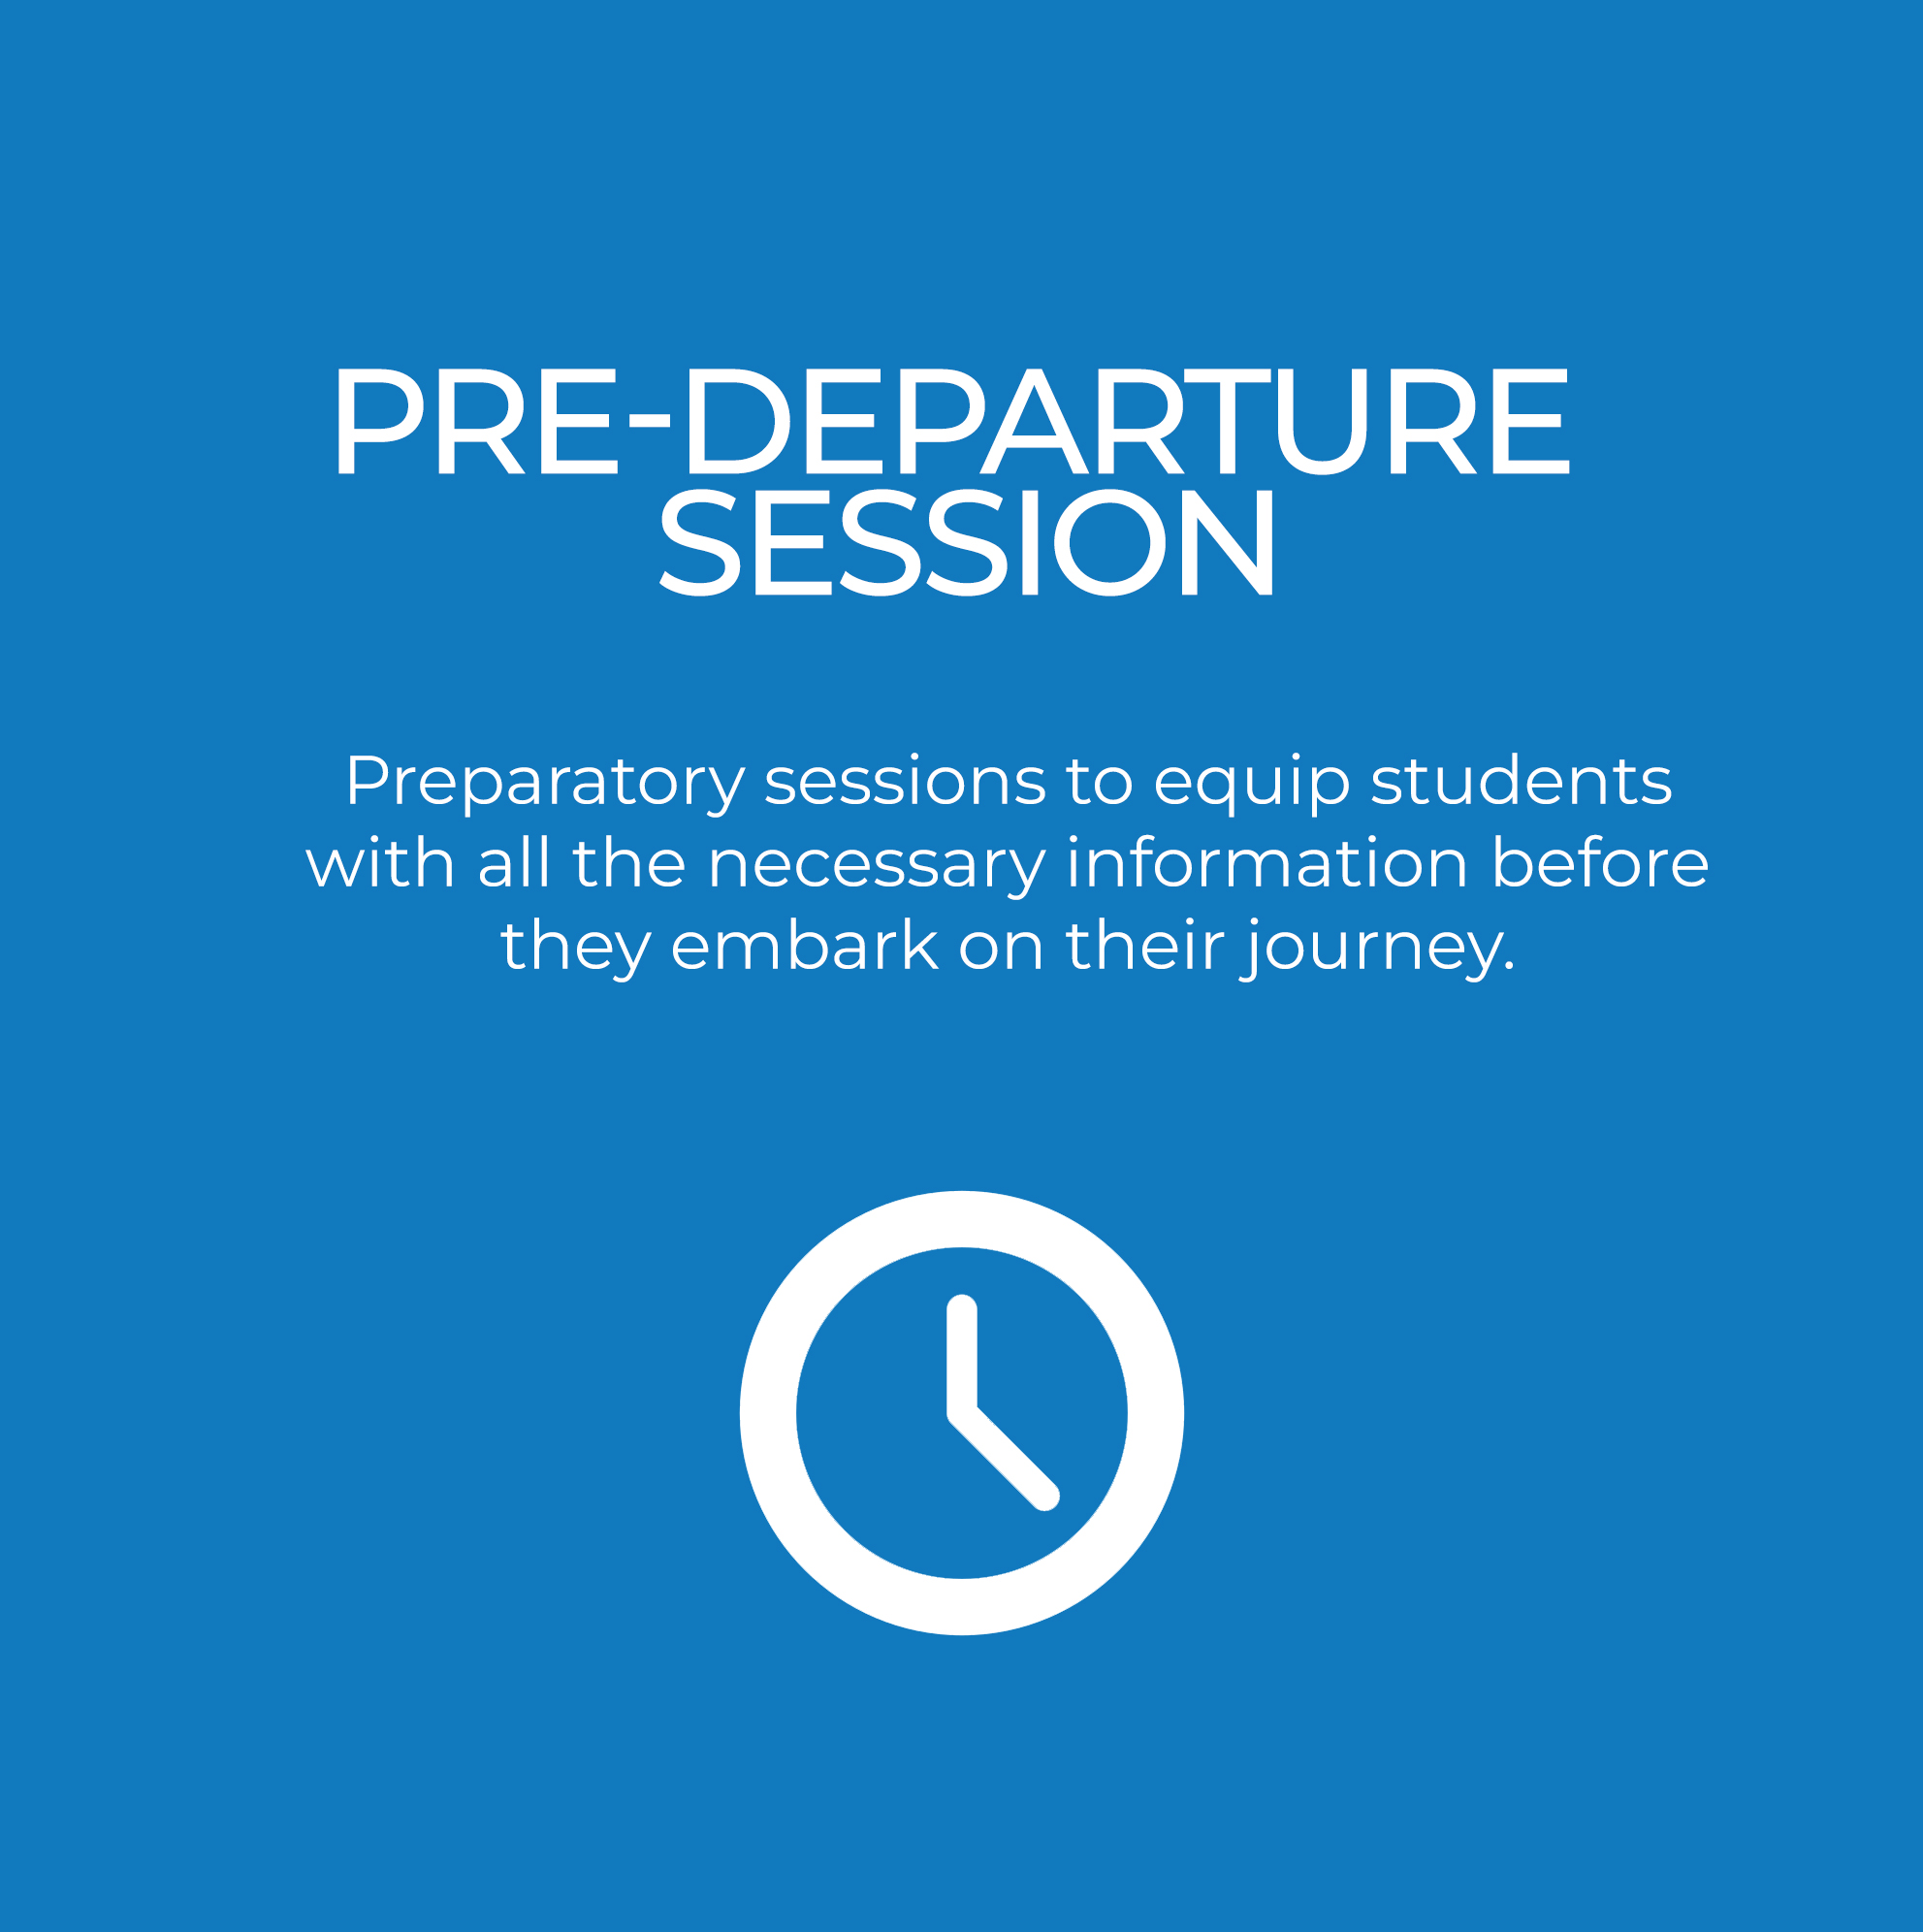 PRE-DEPARTURE
SESSION
Preparatory sessions to equip students
with all the necessary information before
they embark on their journey.